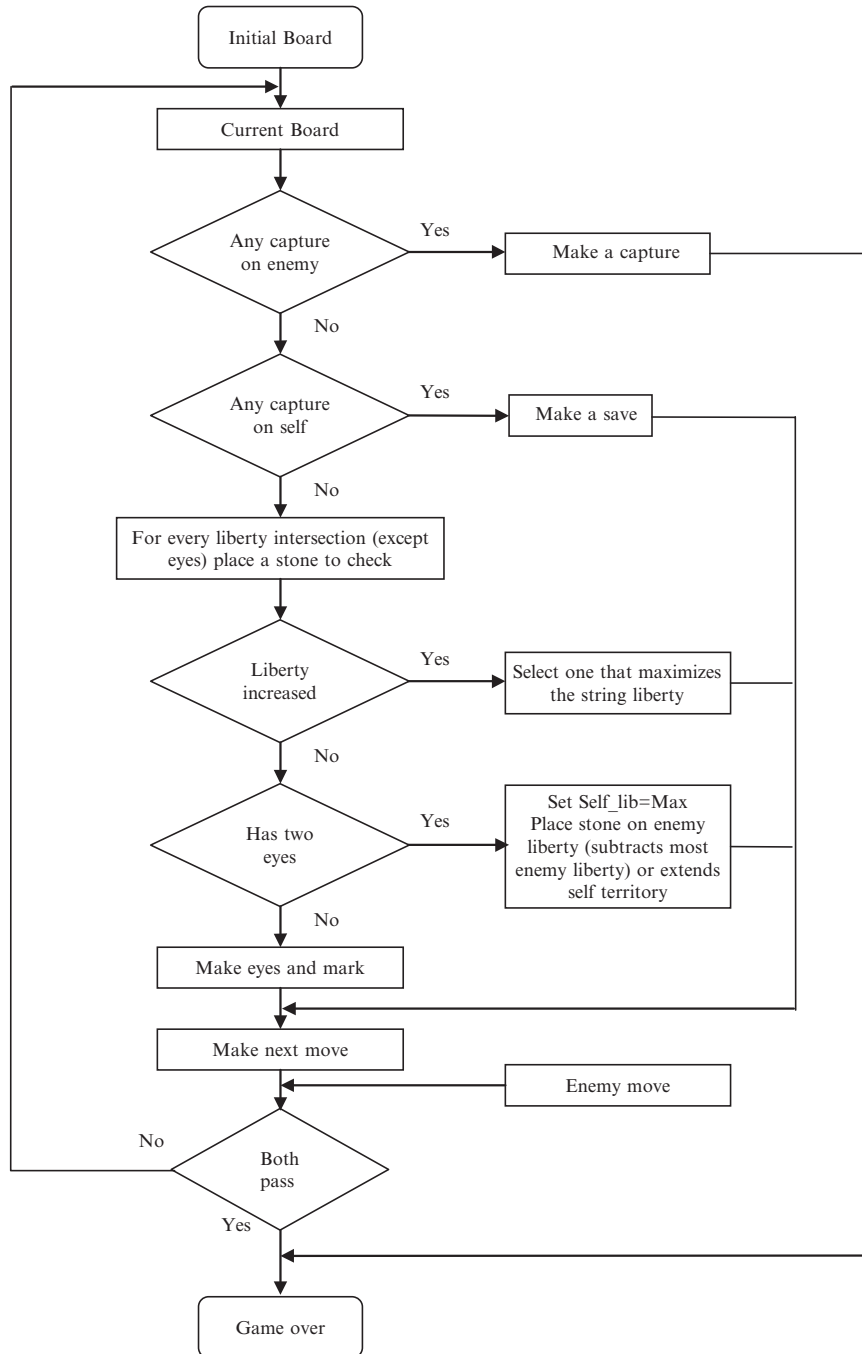 Initial Board
Current Board
Any capture
on enemy
Yes
Make a capture
No
Any capture
on self
Yes
Make a save
No
For every liberty intersection (except
eyes) place a stone to check
Liberty
increased
Yes
Select one that maximizes
the string liberty
No
Has two
eyes
Yes
Set Self_lib=Max
Place stone on enemy
liberty (subtracts most
enemy liberty) or extends
self territory
No
Make eyes and mark
Make next move
Enemy move
No
Both
pass
Yes
Game over